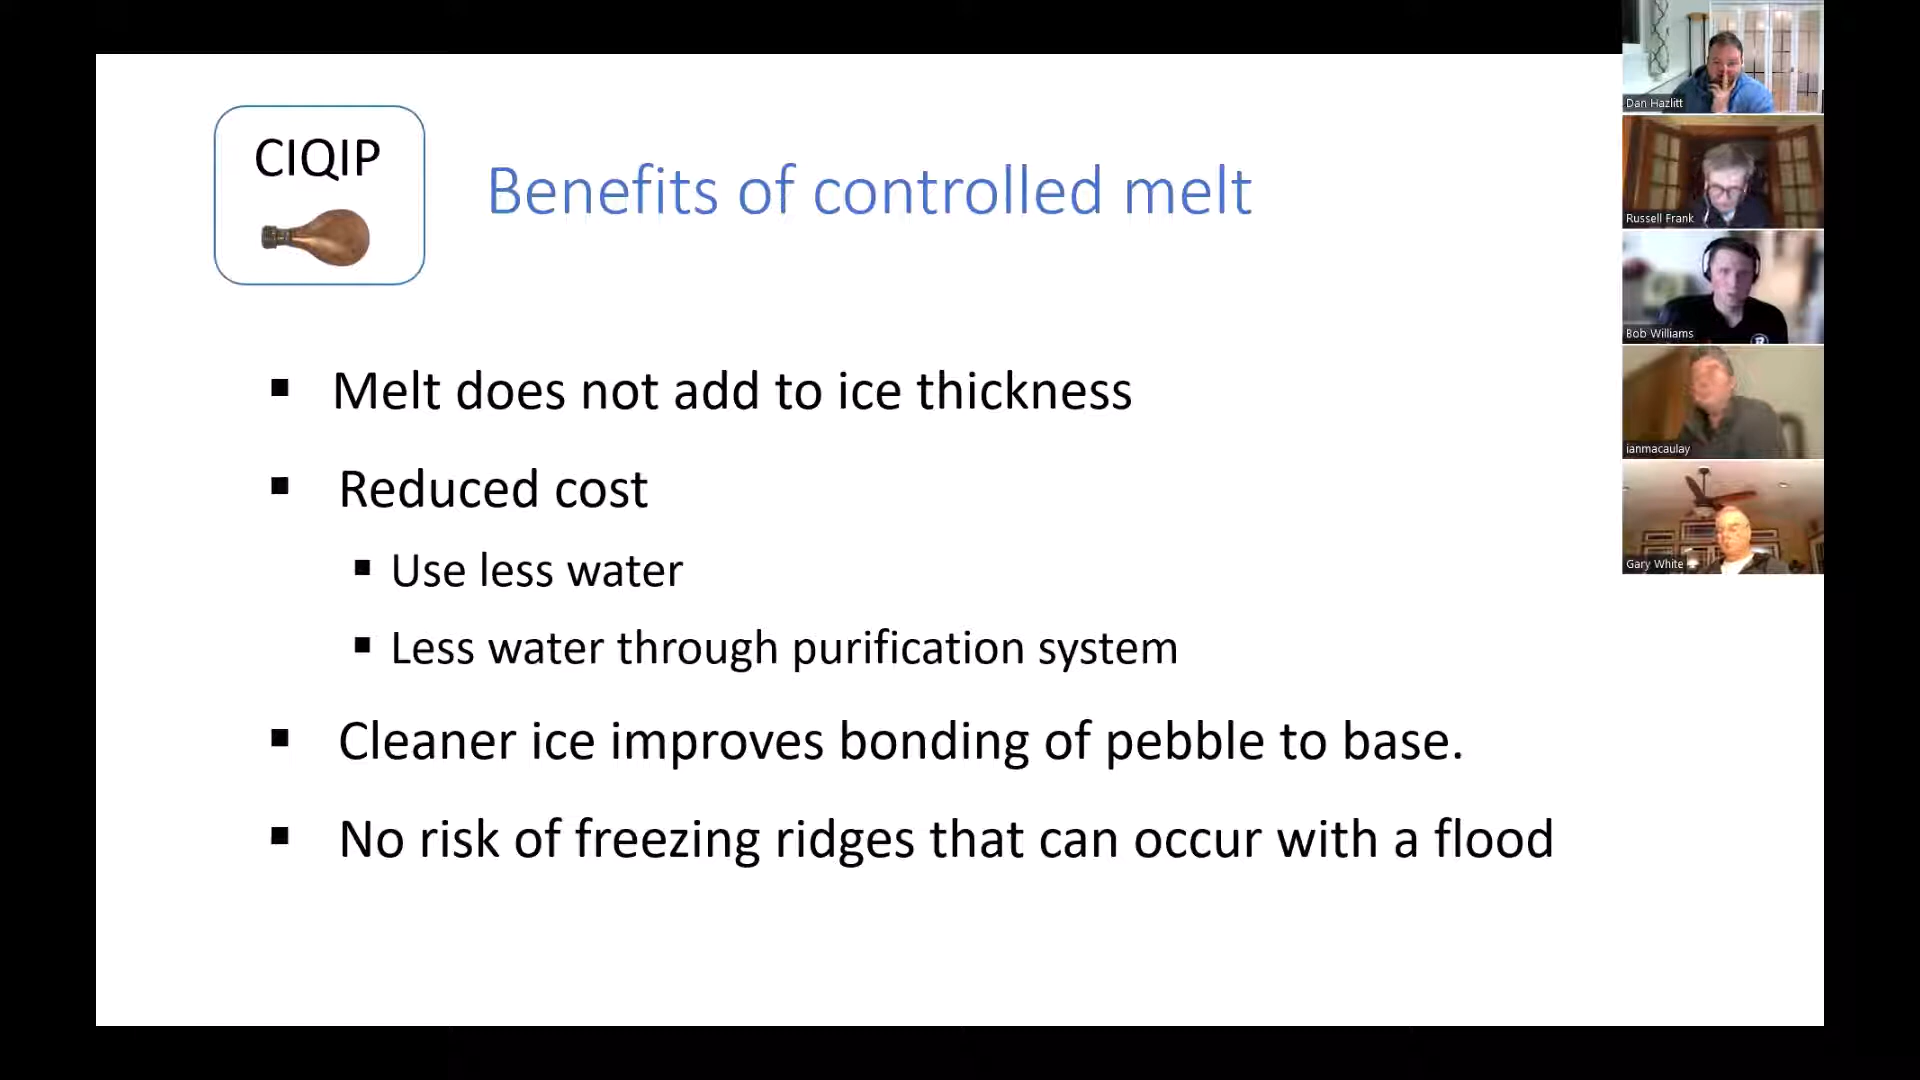 CIQIP
Benefits of controlled melt
▪ Melt does not add to ice thickness
▪ Reduced cost
▪ Use less water
▪ Less water through purification system
▪ Cleaner ice improves bonding of pebble to base.
▪ No risk of freezing ridges that can occur with a flood
Dan Hazlitt
Russell Frank
Bob Williams
ianmacaulay
Gary White